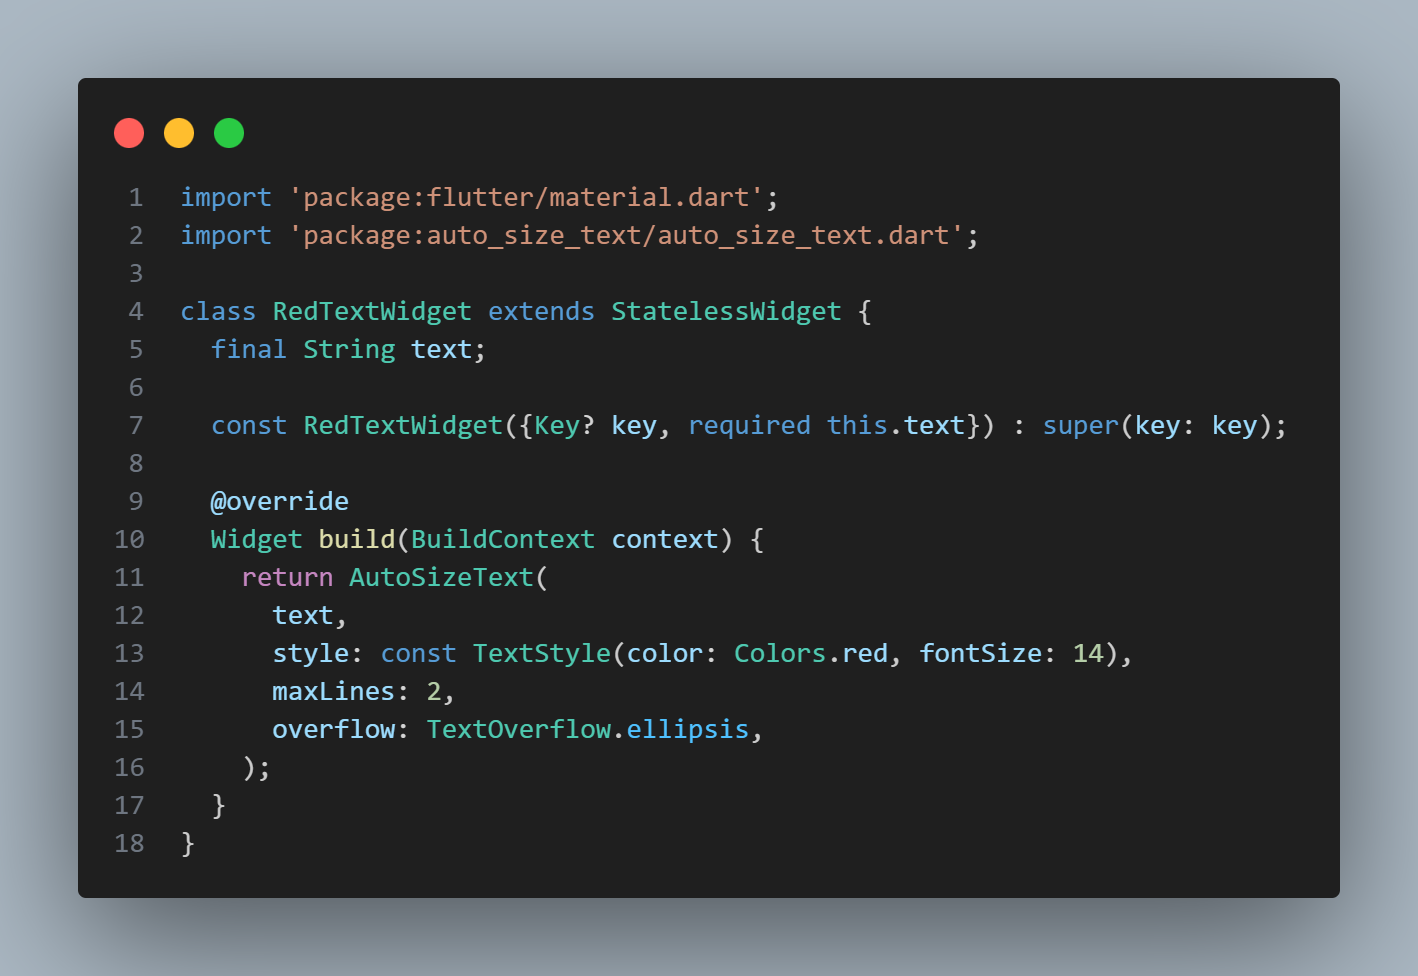 1 import 'package:flutter/material.dart';
2 import 'package:auto_size_text/auto_size_text.dart';
3
4 class RedTextWidget extends StatelessWidget {
5   final String text;
6
7   const RedTextWidget({Key? key, required this.text}) : super(key: key);
8
9   @override
10   Widget build(BuildContext context) {
11     return AutoSizeText(
12       text,
13       style: const TextStyle(color: Colors.red, fontSize: 14),
14       maxLines: 2,
15       overflow: TextOverflow.ellipsis,
16     );
17   }
18 }